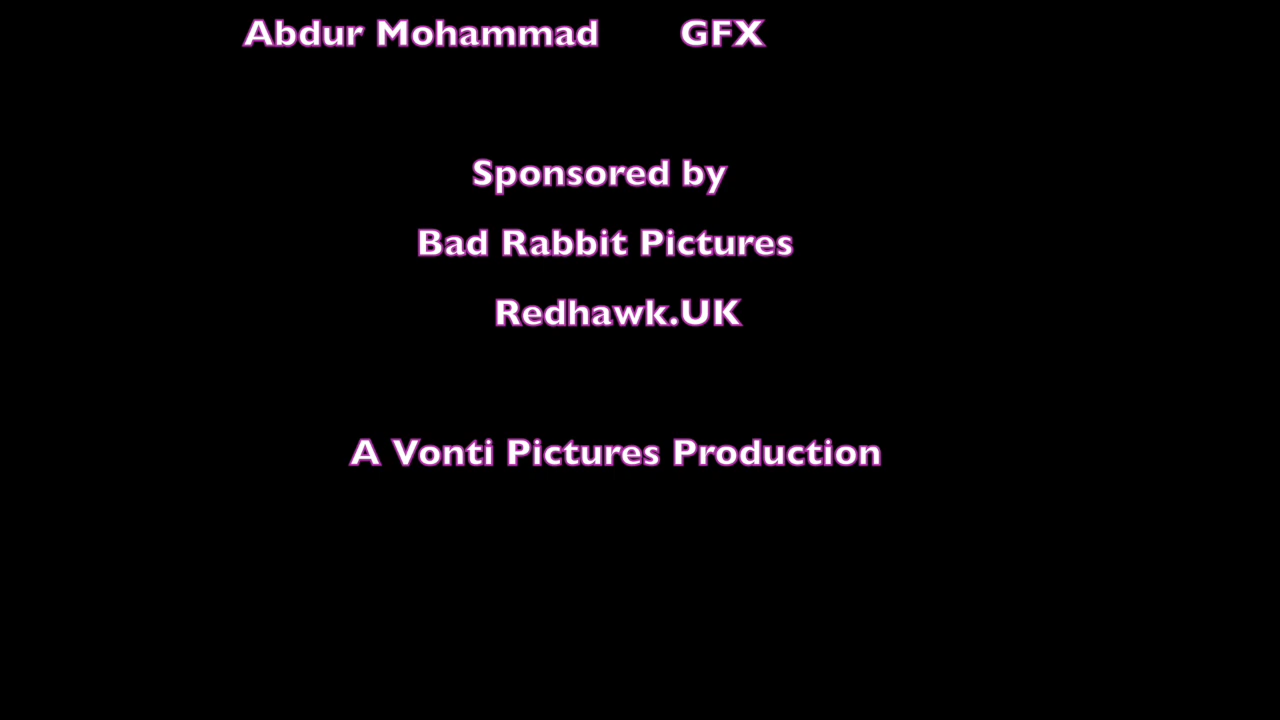 Abdur Mohammad GFX
Sponsored by
Bad Rabbit Pictures
Redhawk.UK
A Vonti Pictures Production